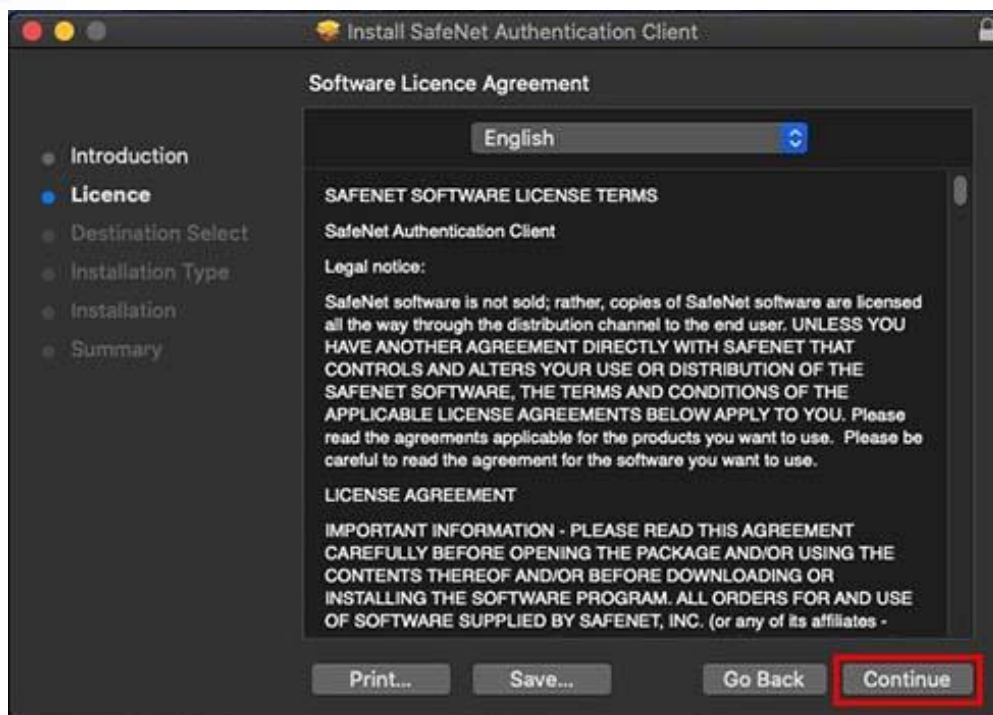 Install SafeNet Authentication Client
Software Licence Agreement
Introduction
Licence
Destination Select
Installation Type
Installation
Summary
English
SAFENET SOFTWARE LICENSE TERMS
SafeNet Authentication Client
Legal notice:
SafeNet software is not sold; rather, copies of SafeNet software are licensed
all the way through the distribution channel to the end user. UNLESS YOU
HAVE ANOTHER AGREEMENT DIRECTLY WITH SAFENET THAT
CONTROLS AND ALTERS YOUR USE OR DISTRIBUTION OF THE
SAFENET SOFTWARE, THE TERMS AND CONDITIONS OF THE
APPLICABLE LICENSE AGREEMENTS BELOW APPLY TO YOU. Please
read the agreements applicable for the products you want to use.  Please be
careful to read the agreement for the software you want to use.
LICENSE AGREEMENT
IMPORTANT INFORMATION - PLEASE READ THIS AGREEMENT
CAREFULLY BEFORE OPENING THE PACKAGE AND/OR USING THE
CONTENTS THEREOF AND/OR BEFORE DOWNLOADING OR
INSTALLING THE SOFTWARE PROGRAM. ALL ORDERS FOR AND USE
OF SOFTWARE SUPPLIED BY SAFENET, INC. (or any of its affiliates -
Print...
Save...
Go Back
Continue